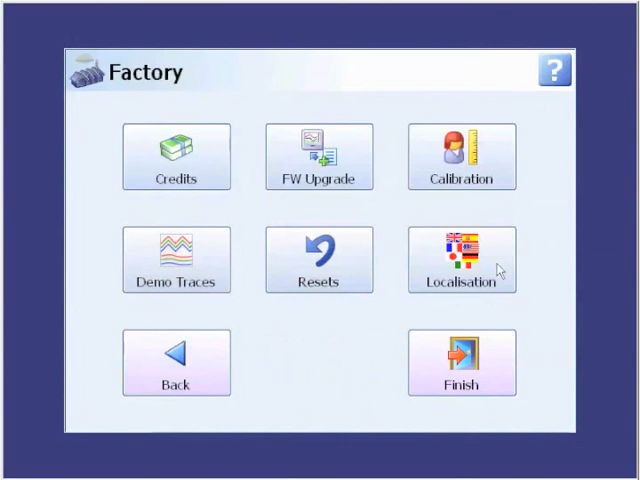 Factory
?
Credits
FW Upgrade
Calibration
Demo Traces
Resets
Localisation
Back
Finish